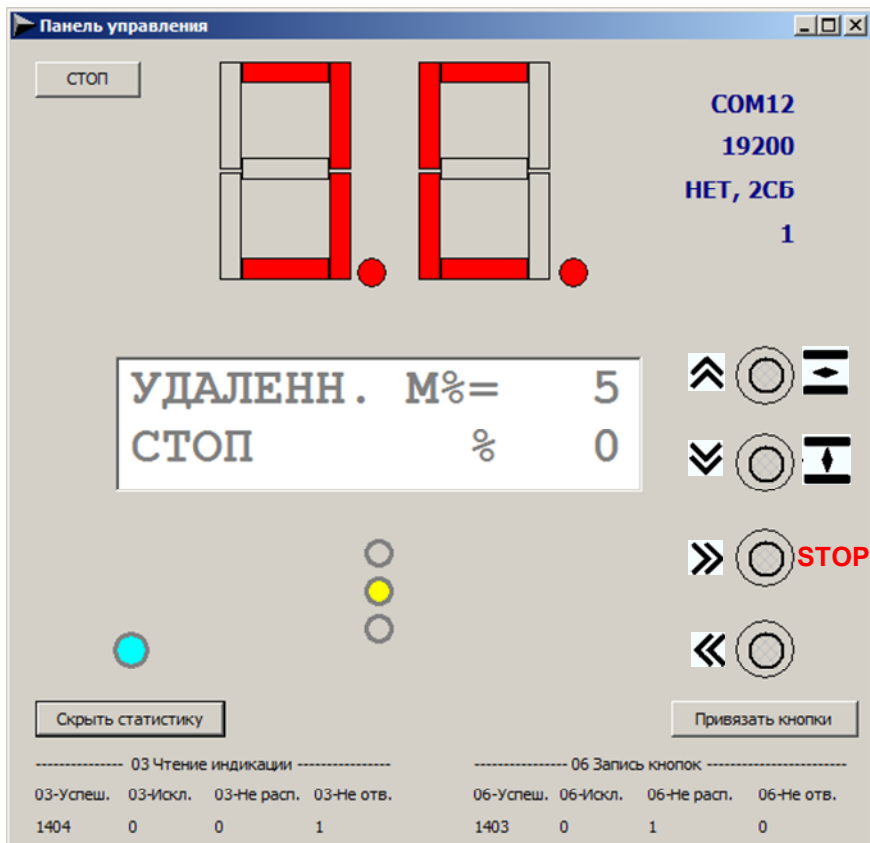 Панель управления
СТОП
COM12
19200
НЕТ, 2СБ
1
УДАЛЕНН. М%= 5
СТОП % 0
STOP
Скрыть статистику
Привязать кнопки
--------------- 03 Чтение индикации ----------------
03-Успеш. 03-Искл. 03-Не расп. 03-Не отв.
1404 0 0 1
---------------- 06 Запись кнопок ------------------------
06-Успеш. 06-Искл. 06-Не расп. 06-Не отв.
1403 0 1 0